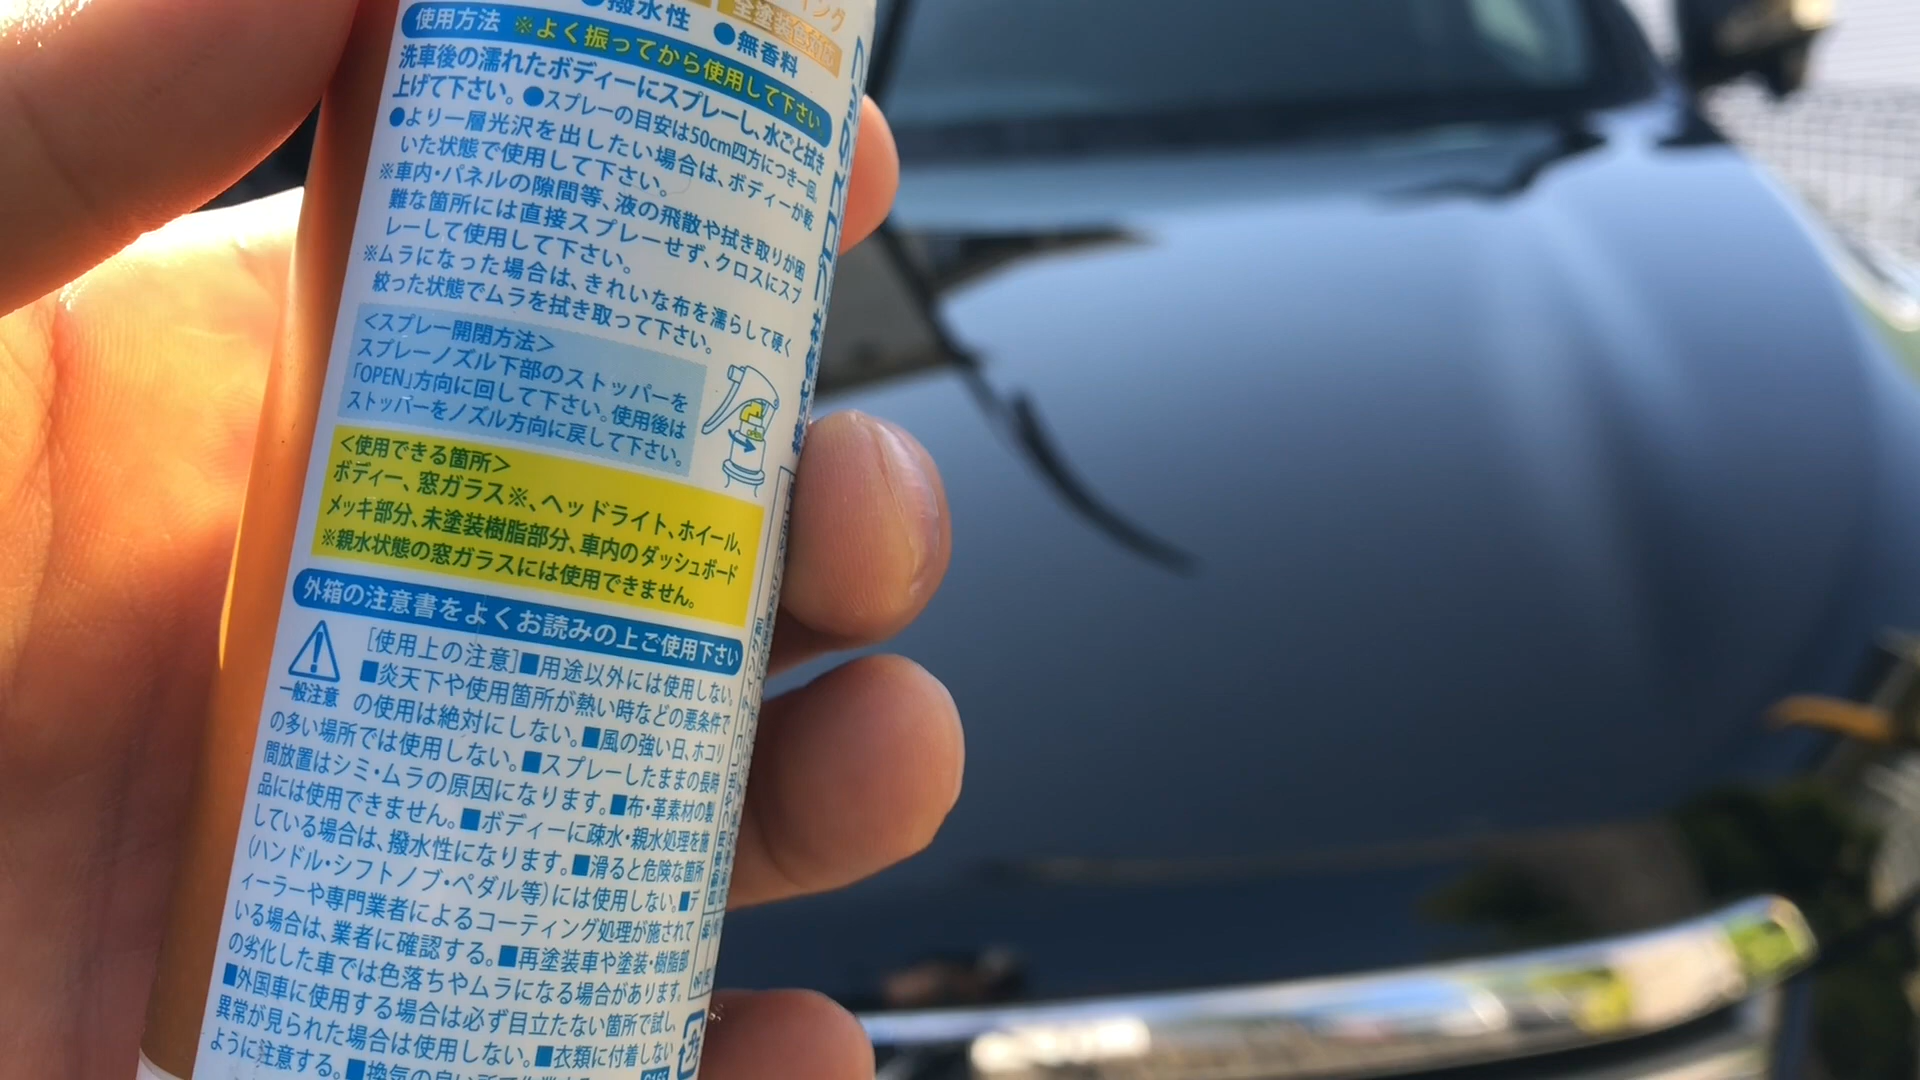 ●撥水性
全塗装色対応
●無香料
使用方法 ※よく振ってから使用して下さい
洗車後の濡れたボディーにスプレーし、水ごと拭き
上げて下さい。●スプレーの目安は50cm四方につき一回。
●より一層光沢を出したい場合は、ボディーが乾
いた状態で使用して下さい。
※車内・パネルの隙間等、液の飛散や拭き取りが困
難な箇所には直接スプレーせず、クロスにスプ
レーして使用して下さい。
※ムラになった場合は、きれいな布を濡らして硬く
絞った状態でムラを拭き取って下さい。
<スプレー開閉方法>
スプレーノズル下部のストッパーを
「OPEN」方向に回して下さい。使用後は
ストッパーをノズル方向に戻して下さい。
<使用できる箇所>
ボディー、窓ガラス※、ヘッドライト、ホイール、
メッキ部分、未塗装樹脂部分、車内のダッシュボード
※親水状態の窓ガラスには使用できません。
外箱の注意書をよくお読みの上ご使用下さい
一般注意
[使用上の注意]■用途以外には使用しない。
■炎天下や使用箇所が熱い時などの悪条件で
の使用は絶対にしない。■風の強い日、ホコリ
の多い場所では使用しない。■スプレーしたままの長時
間放置はシミ・ムラの原因になります。■布・革素材の製
品には使用できません。■ボディーに疎水・親水処理を施
している場合は、撥水性になります。■滑ると危険な箇所
(ハンドル・シフトノブ・ペダル等)には使用しない。■デ
ィーラーや専門業者によるコーティング処理が施されて
いる場合は、業者に確認する。■再塗装車や塗装・樹脂部
の劣化した車では色落ちやムラになる場合があります。
■外国車に使用する場合は必ず目立たない箇所で試し、
異常が見られた場合は使用しない。■衣類に付着しない
ように注意する。■換気の良い所で作業する